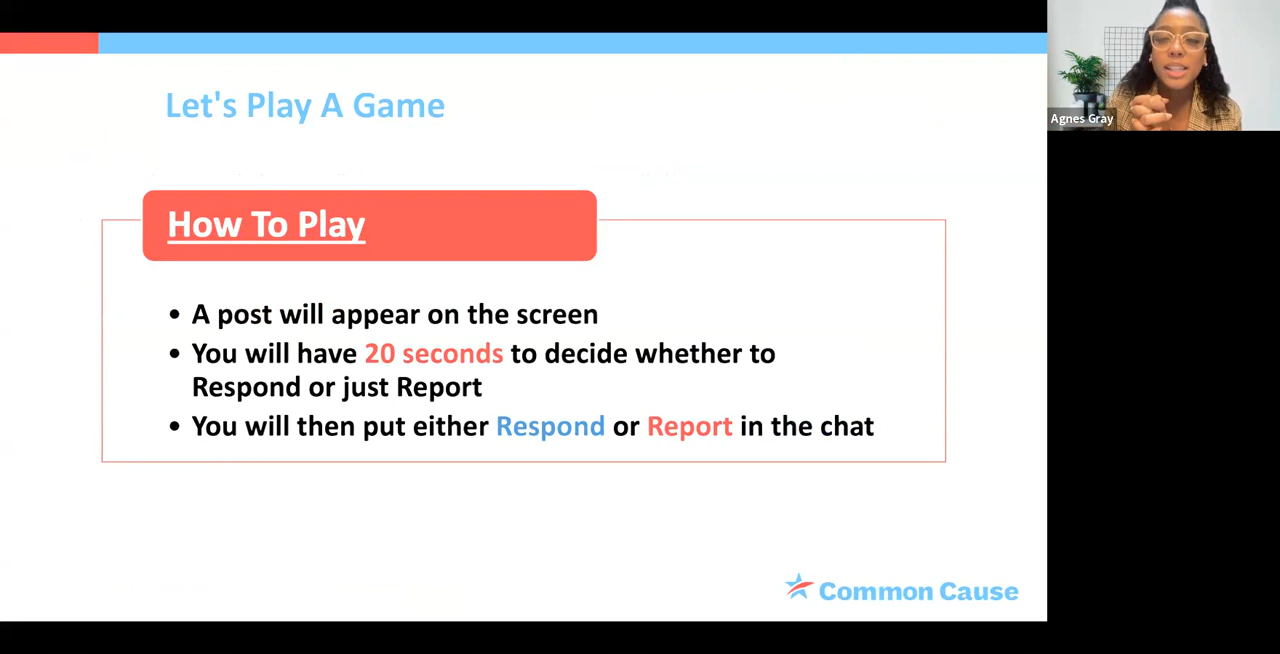 Let's Play A Game
Agnes Gray
How To Play
• A post will appear on the screen
• You will have 20 seconds to decide whether to
Respond or just Report
• You will then put either Respond or Report in the chat
Common Cause